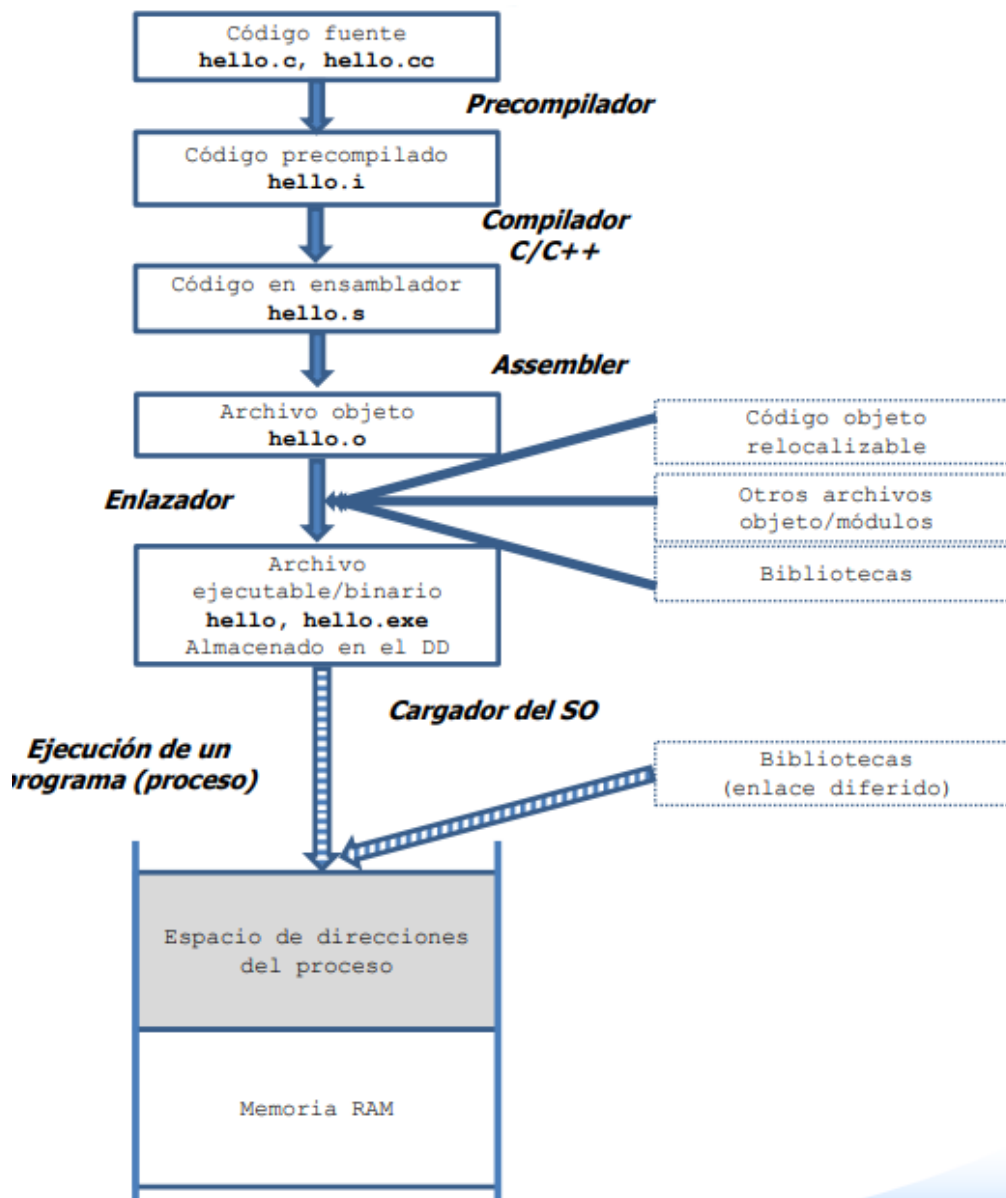 Código fuente
hello.c, hello.cc
Precompilador
Código precompilado
hello.i
Compilador
C/C++
Código en ensamblador
hello.s
Assembler
Archivo objeto
hello.o
Código objeto
relocalizable
Enlazador
Otros archivos
objeto/módulos
Archivo
ejecutable/binario
hello, hello.exe
Almacenado en el DD
Bibliotecas
Cargador del SO
Ejecución de un
programa (proceso)
Bibliotecas
(enlace diferido)
Espacio de direcciones
del proceso
Memoria RAM